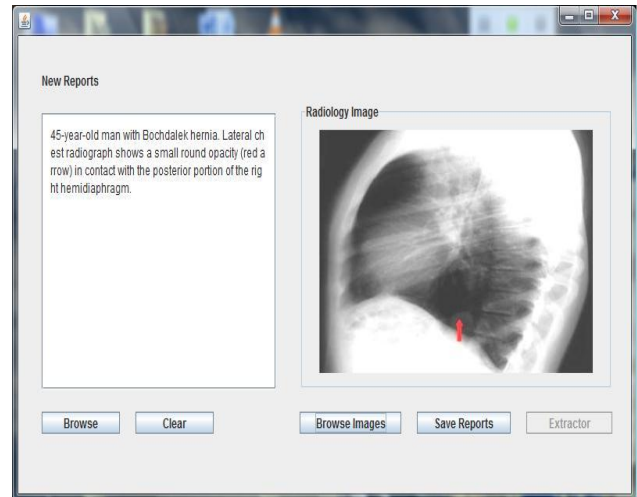 New Reports
45-year-old man with Bochdalek hernia. Lateral ch
est radiograph shows a small round opacity (red a
rrow) in contact with the posterior portion of the rig
ht hemidiaphragm.
Radiology Image
Browse
Clear
Browse Images
Save Reports
Extractor